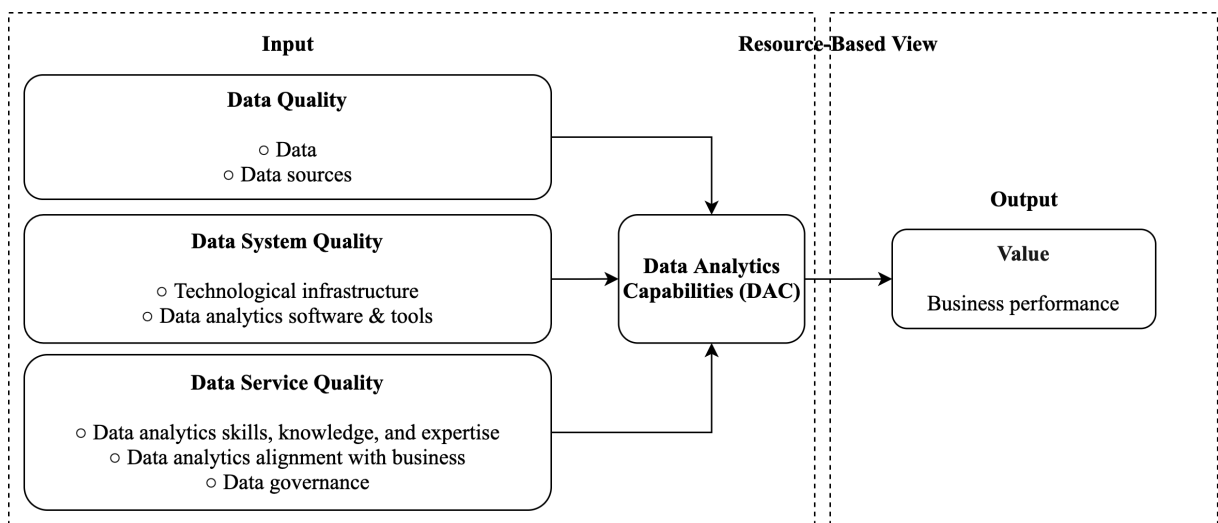 Input
Resource-Based View
Data Quality
○ Data
○ Data sources
Data System Quality
○ Technological infrastructure
○ Data analytics software & tools
Data Service Quality
○ Data analytics skills, knowledge, and expertise
○ Data analytics alignment with business
○ Data governance
Data Analytics
Capabilities (DAC)
Output
Value
Business performance